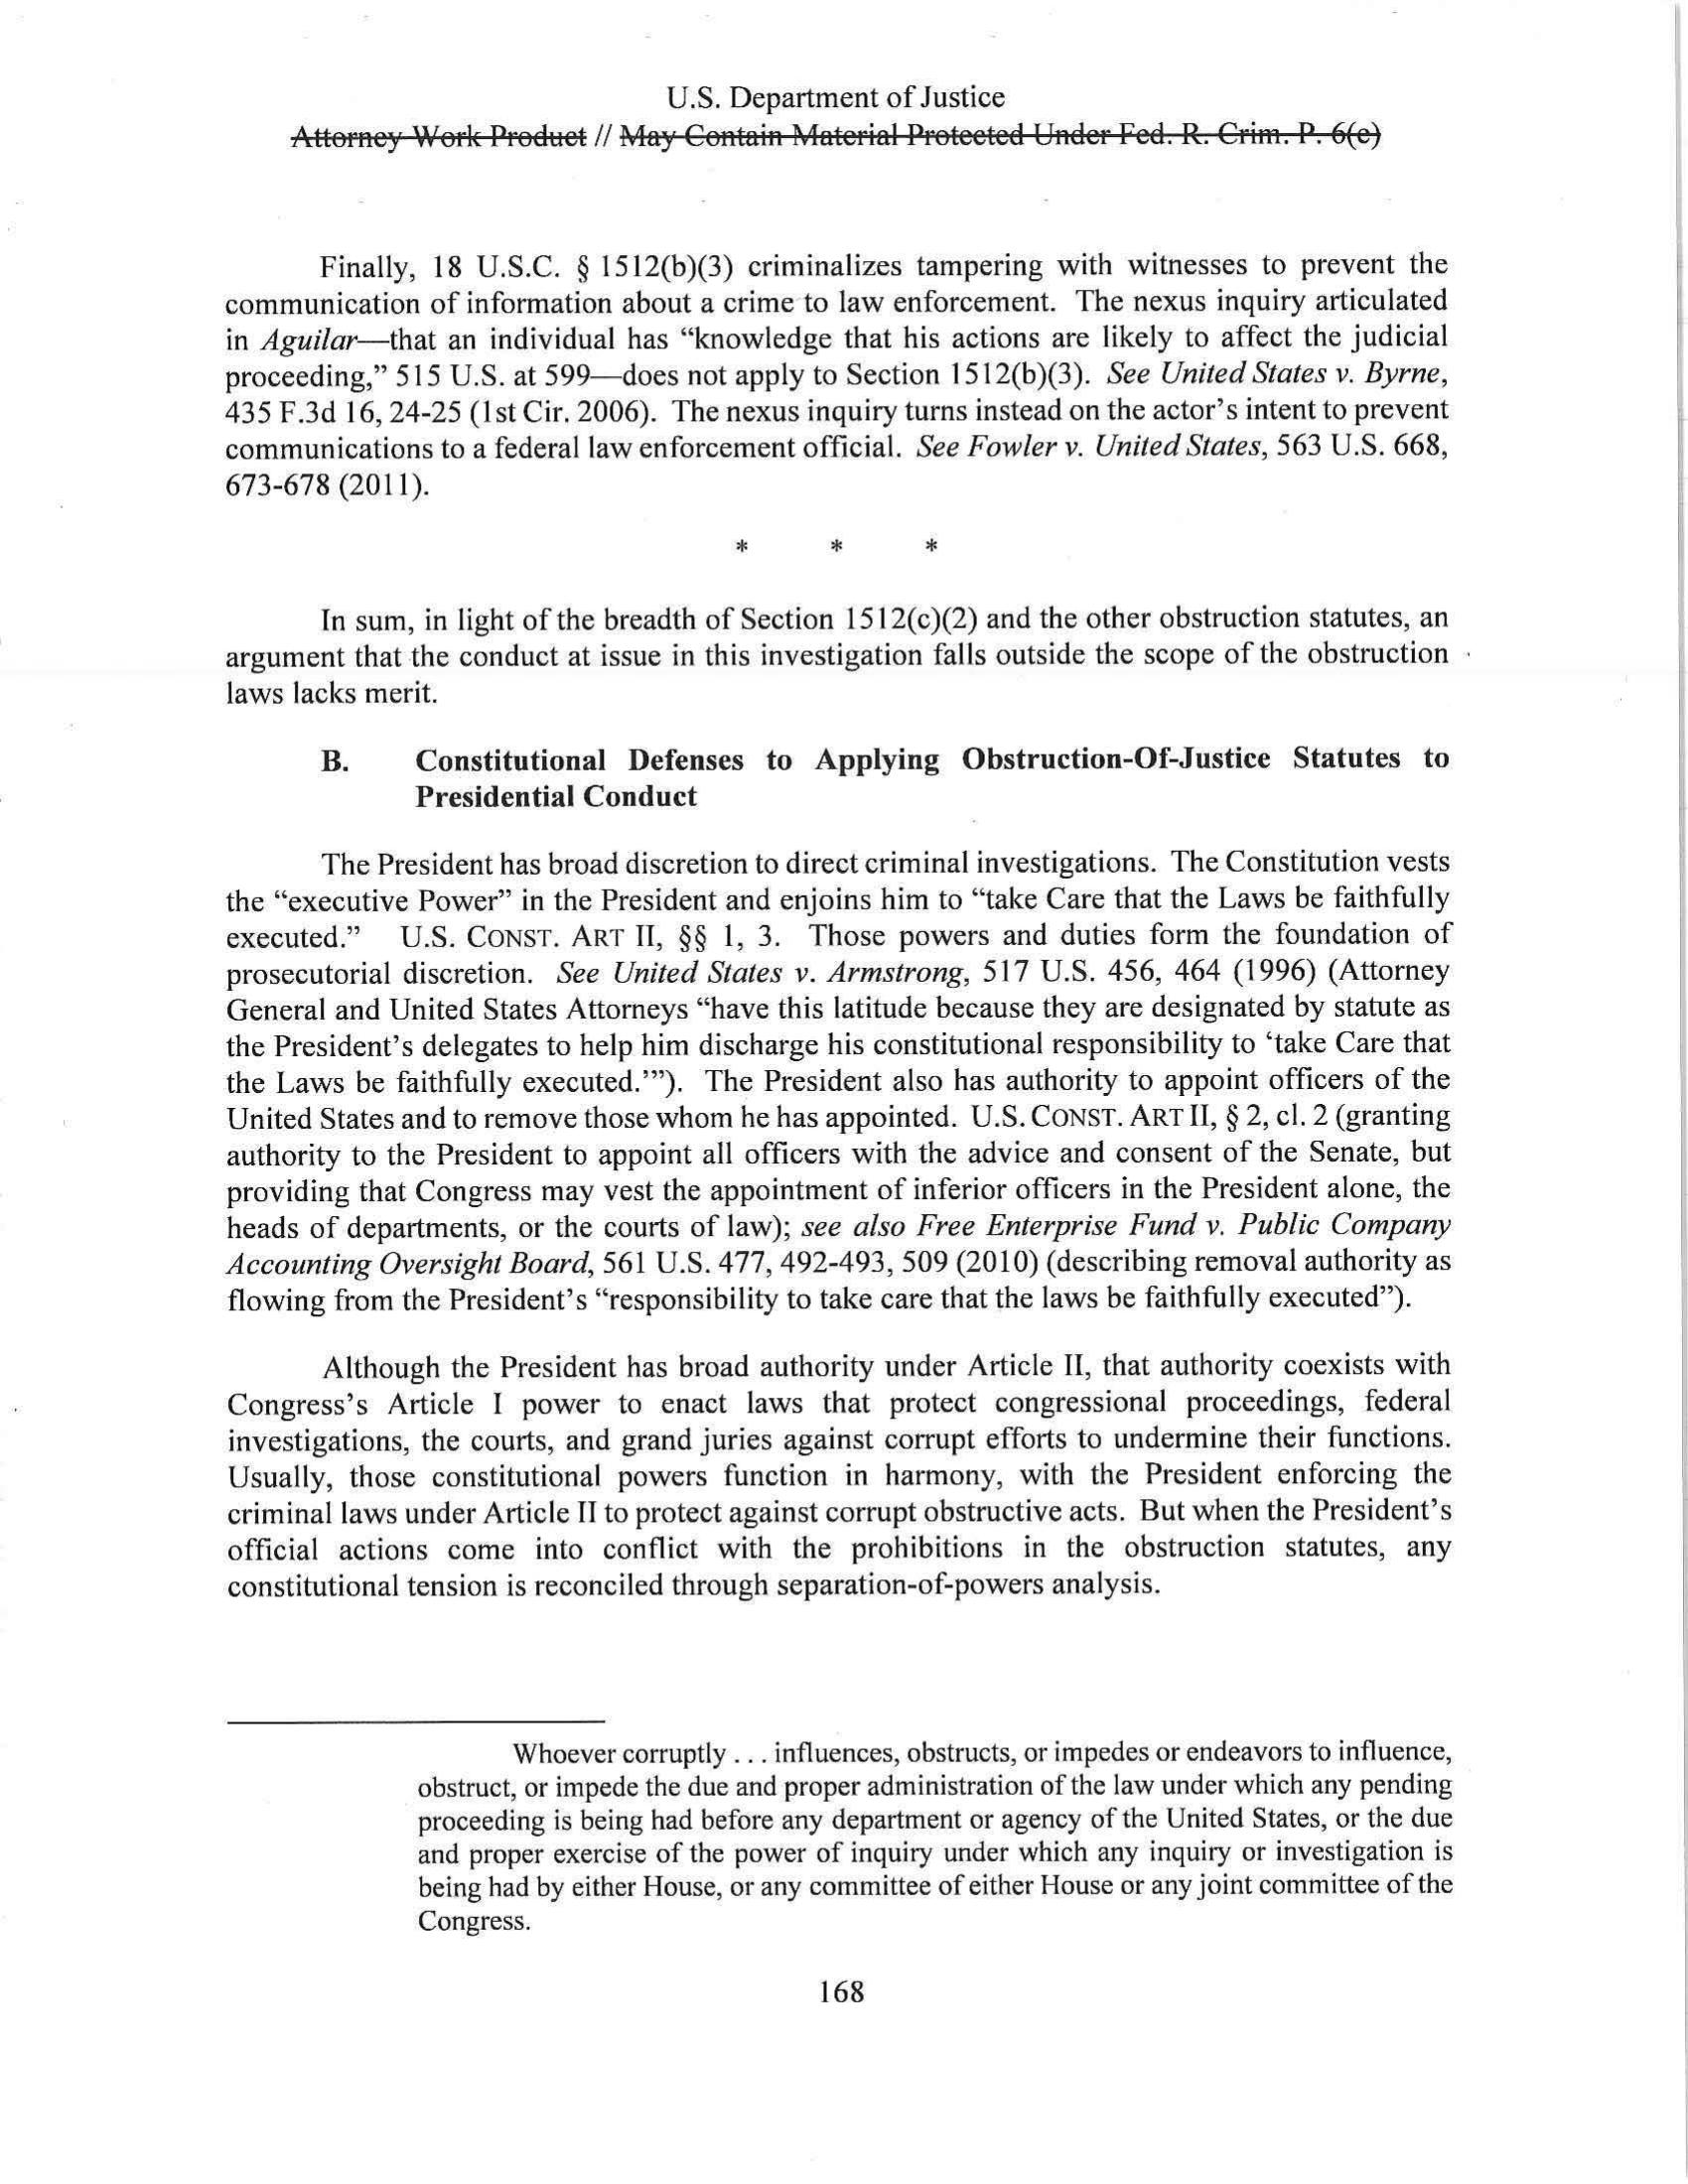 U.S. Department of Justice
Attorney Work Product // May Contain Material Protected Under Fed. R. Crim. P. 6(e)
Finally, 18 U.S.C. § 1512(b)(3) criminalizes tampering with witnesses to prevent the
communication of information about a crime to law enforcement. The nexus inquiry articulated
in Aguilar—that an individual has “knowledge that his actions are likely to affect the judicial
proceeding,” 515 U.S. at 599—does not apply to Section 1512(b)(3). See United States v. Byrne,
435 F.3d 16, 24-25 (1st Cir. 2006). The nexus inquiry turns instead on the actor’s intent to prevent
communications to a federal law enforcement official. See Fowler v. United States, 563 U.S. 668,
673-678 (2011).
* * *
In sum, in light of the breadth of Section 1512(c)(2) and the other obstruction statutes, an
argument that the conduct at issue in this investigation falls outside the scope of the obstruction
laws lacks merit.
B. Constitutional Defenses to Applying Obstruction-Of-Justice Statutes to
Presidential Conduct
The President has broad discretion to direct criminal investigations. The Constitution vests
the “executive Power” in the President and enjoins him to “take Care that the Laws be faithfully
executed.” U.S. CONST. ART II, §§ 1, 3. Those powers and duties form the foundation of
prosecutorial discretion. See United States v. Armstrong, 517 U.S. 456, 464 (1996) (Attorney
General and United States Attorneys “have this latitude because they are designated by statute as
the President’s delegates to help him discharge his constitutional responsibility to ‘take Care that
the Laws be faithfully executed.’”). The President also has authority to appoint officers of the
United States and to remove those whom he has appointed. U.S. CONST. ART II, § 2, cl. 2 (granting
authority to the President to appoint all officers with the advice and consent of the Senate, but
providing that Congress may vest the appointment of inferior officers in the President alone, the
heads of departments, or the courts of law); see also Free Enterprise Fund v. Public Company
Accounting Oversight Board, 561 U.S. 477, 492-493, 509 (2010) (describing removal authority as
flowing from the President’s “responsibility to take care that the laws be faithfully executed”).
Although the President has broad authority under Article II, that authority coexists with
Congress’s Article I power to enact laws that protect congressional proceedings, federal
investigations, the courts, and grand juries against corrupt efforts to undermine their functions.
Usually, those constitutional powers function in harmony, with the President enforcing the
criminal laws under Article II to protect against corrupt obstructive acts. But when the President’s
official actions come into conflict with the prohibitions in the obstruction statutes, any
constitutional tension is reconciled through separation-of-powers analysis.
Whoever corruptly . . . influences, obstructs, or impedes or endeavors to influence,
obstruct, or impede the due and proper administration of the law under which any pending
proceeding is being had before any department or agency of the United States, or the due
and proper exercise of the power of inquiry under which any inquiry or investigation is
being had by either House, or any committee of either House or any joint committee of the
Congress.
168